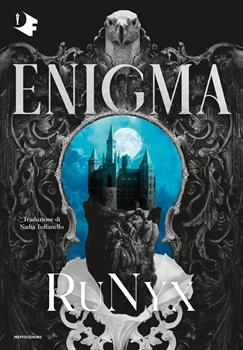 ENIGMA
Traduzione di
Nadia Toffanello
RUNYX
MONDADORI